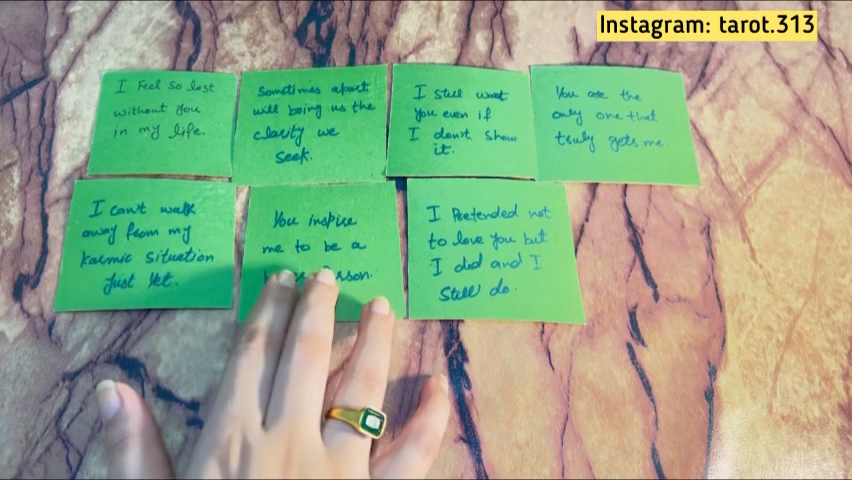 Instagram: tarot.313
I Feel so lost
without you
in my life.
Sometimes apart
will bring us the
clarity we
seek.
I still want
you even if
I don't show
it.
You are the
only one that
truly gets me.
I can't walk
away from my
karmic situation
Just Yet.
You inspire
me to be a
I Pretended not
to love you but
I did and I
Still do.